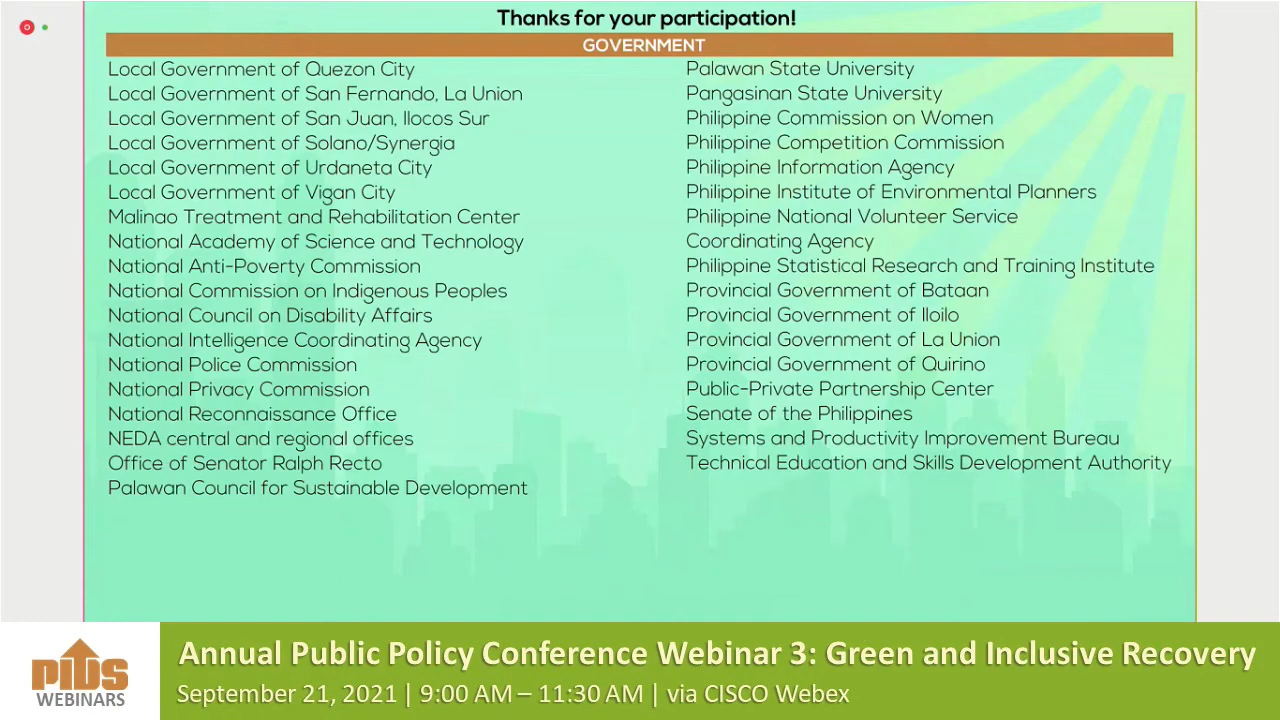 Thanks for your participation!
GOVERNMENT
Local Government of Quezon City
Local Government of San Fernando, La Union
Local Government of San Juan, Ilocos Sur
Local Government of Solano/Synergia
Local Government of Urdaneta City
Local Government of Vigan City
Malinao Treatment and Rehabilitation Center
National Academy of Science and Technology
National Anti-Poverty Commission
National Commission on Indigenous Peoples
National Council on Disability Affairs
National Intelligence Coordinating Agency
National Police Commission
National Privacy Commission
National Reconnaissance Office
NEDA central and regional offices
Office of Senator Ralph Recto
Palawan Council for Sustainable Development
Palawan State University
Pangasinan State University
Philippine Commission on Women
Philippine Competition Commission
Philippine Information Agency
Philippine Institute of Environmental Planners
Philippine National Volunteer Service
Coordinating Agency
Philippine Statistical Research and Training Institute
Provincial Government of Bataan
Provincial Government of Iloilo
Provincial Government of La Union
Provincial Government of Quirino
Public-Private Partnership Center
Senate of the Philippines
Systems and Productivity Improvement Bureau
Technical Education and Skills Development Authority
PIDS
WEBINARS
Annual Public Policy Conference Webinar 3: Green and Inclusive Recovery
September 21, 2021 | 9:00 AM – 11:30 AM | via CISCO Webex